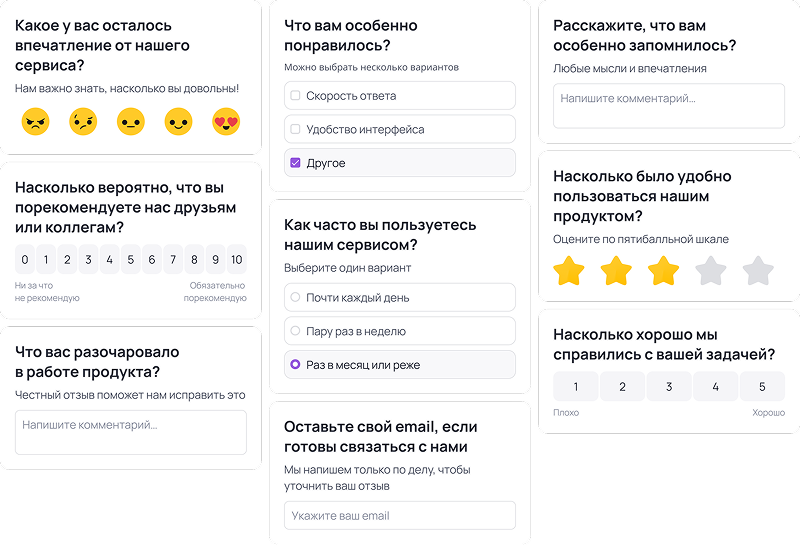 Какое у вас осталось
впечатление от нашего
сервиса?
Нам важно знать, насколько вы довольны!
Насколько вероятно, что вы
порекомендуете нас друзьям
или коллегам?
0 1 2 3 4 5 6 7 8 9 10
Ни за что
не рекомендую
Обязательно
порекомендую
Что вас разочаровало
в работе продукта?
Честный отзыв поможет нам исправить это
Напишите комментарий...
Что вам особенно
понравилось?
Можно выбрать несколько вариантов
Скорость ответа
Удобство интерфейса
Другое
Как часто вы пользуетесь
нашим сервисом?
Выберите один вариант
Почти каждый день
Пару раз в неделю
Раз в месяц или реже
Оставьте свой email, если
готовы связаться с нами
Мы напишем только по делу, чтобы
уточнить ваш отзыв
Укажите ваш email
Расскажите, что вам
особенно запомнилось?
Любые мысли и впечатления
Напишите комментарий...
Насколько было удобно
пользоваться нашим
продуктом?
Оцените по пятибалльной шкале
Насколько хорошо мы
справились с вашей задачей?
1 2 3 4 5
Плохо
Хорошо